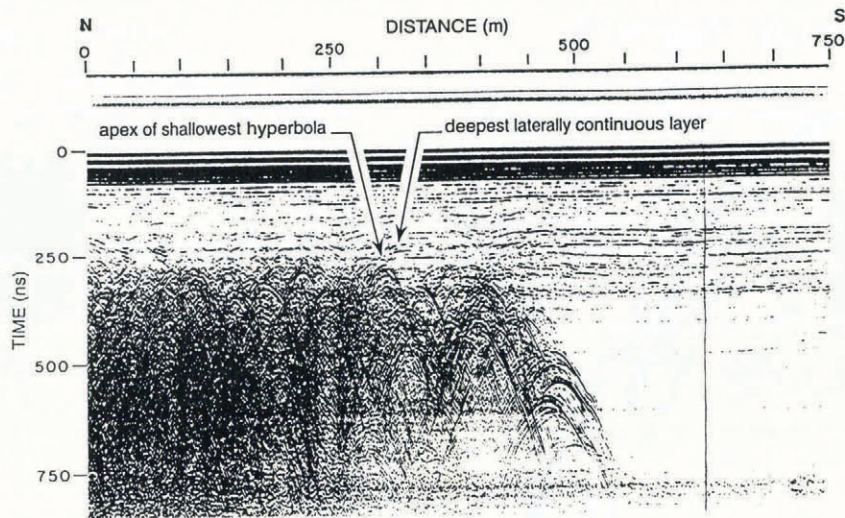 N
DISTANCE (m)
S
0
250
500
750
apex of shallowest hyperbola
deepest laterally continuous layer
0
250
500
750
TIME (ns)